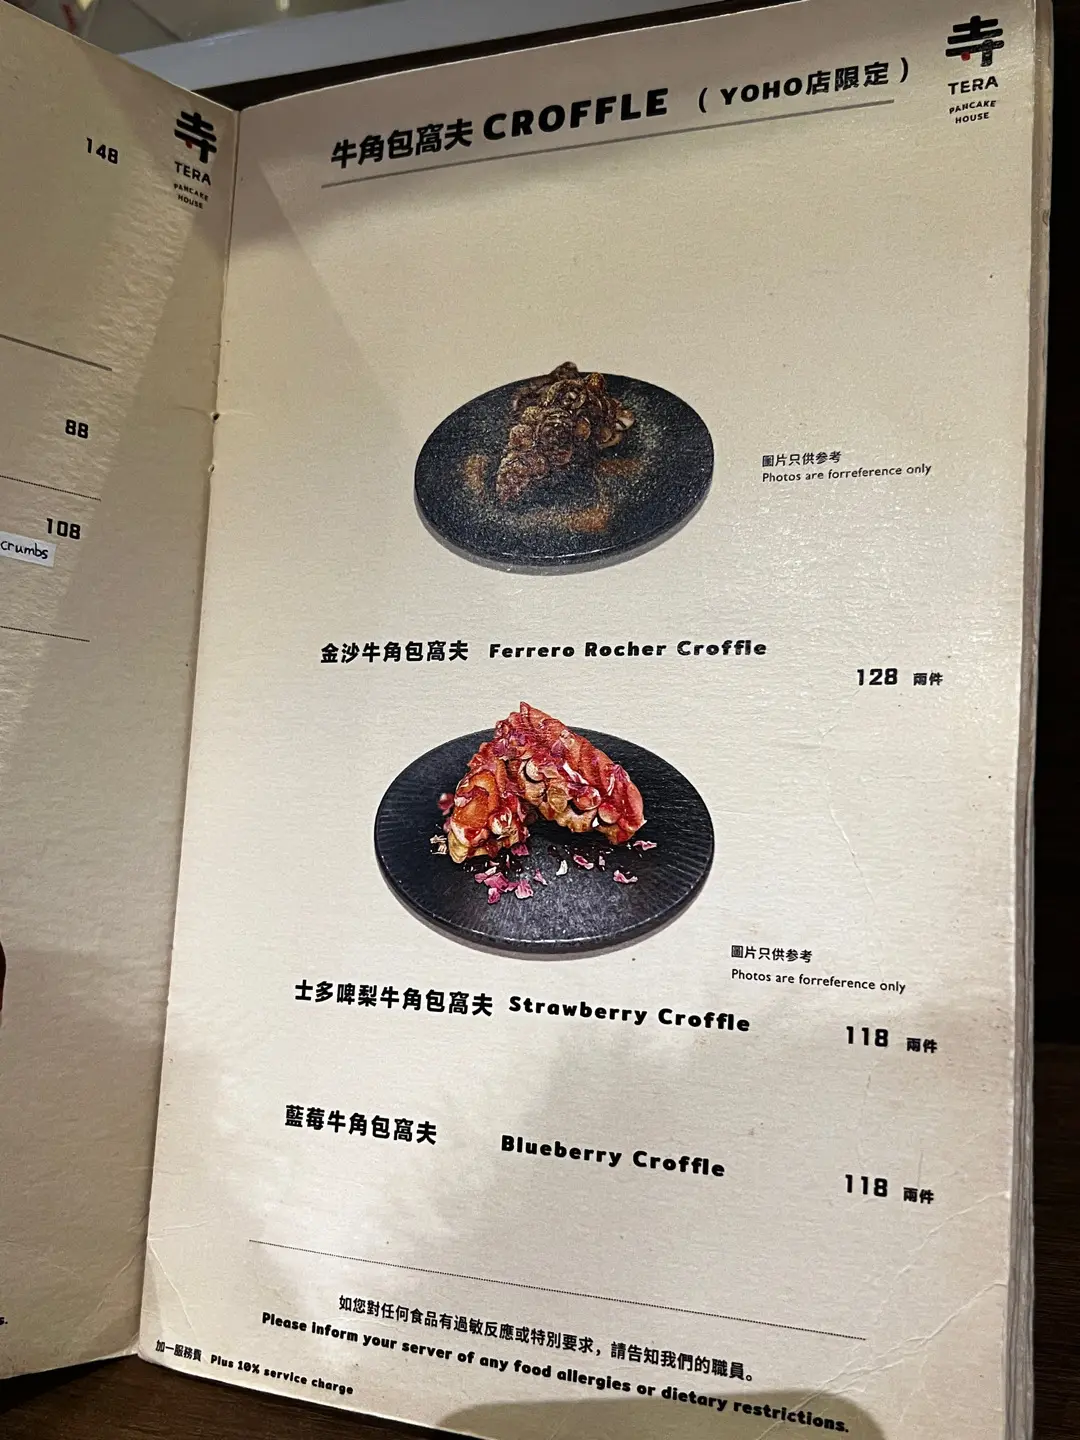 148
寺
TERA
PANCAKE
HOUSE
88
108
crumbs
s.
牛角包窩夫 CROFFLE （YOHO店限定）
寺
TERA
PANCAKE
HOUSE
圖片只供參考
Photos are forreference only
金沙牛角包窩夫 Ferrero Rocher Croffle
128 兩件
圖片只供參考
Photos are forreference only
士多啤梨牛角包窩夫 Strawberry Croffle
118 兩件
藍莓牛角包窩夫 Blueberry Croffle
118 兩件
如您對任何食品有過敏反應或特別要求，請告知我們的職員。
Please inform your server of any food allergies or dietary restrictions.
加一服務費 Plus 10% service charge